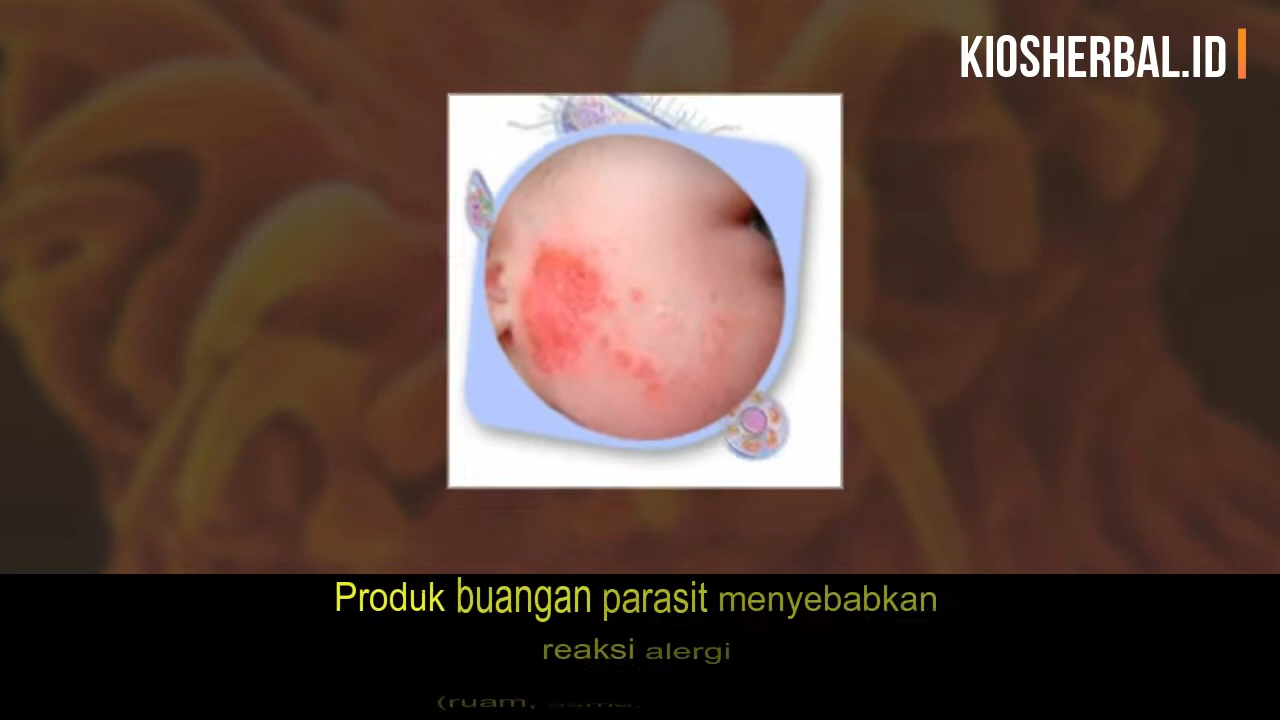 KIOSHERBAL.ID
Produk buangan parasit menyebabkan
reaksi alergi
(ruam,